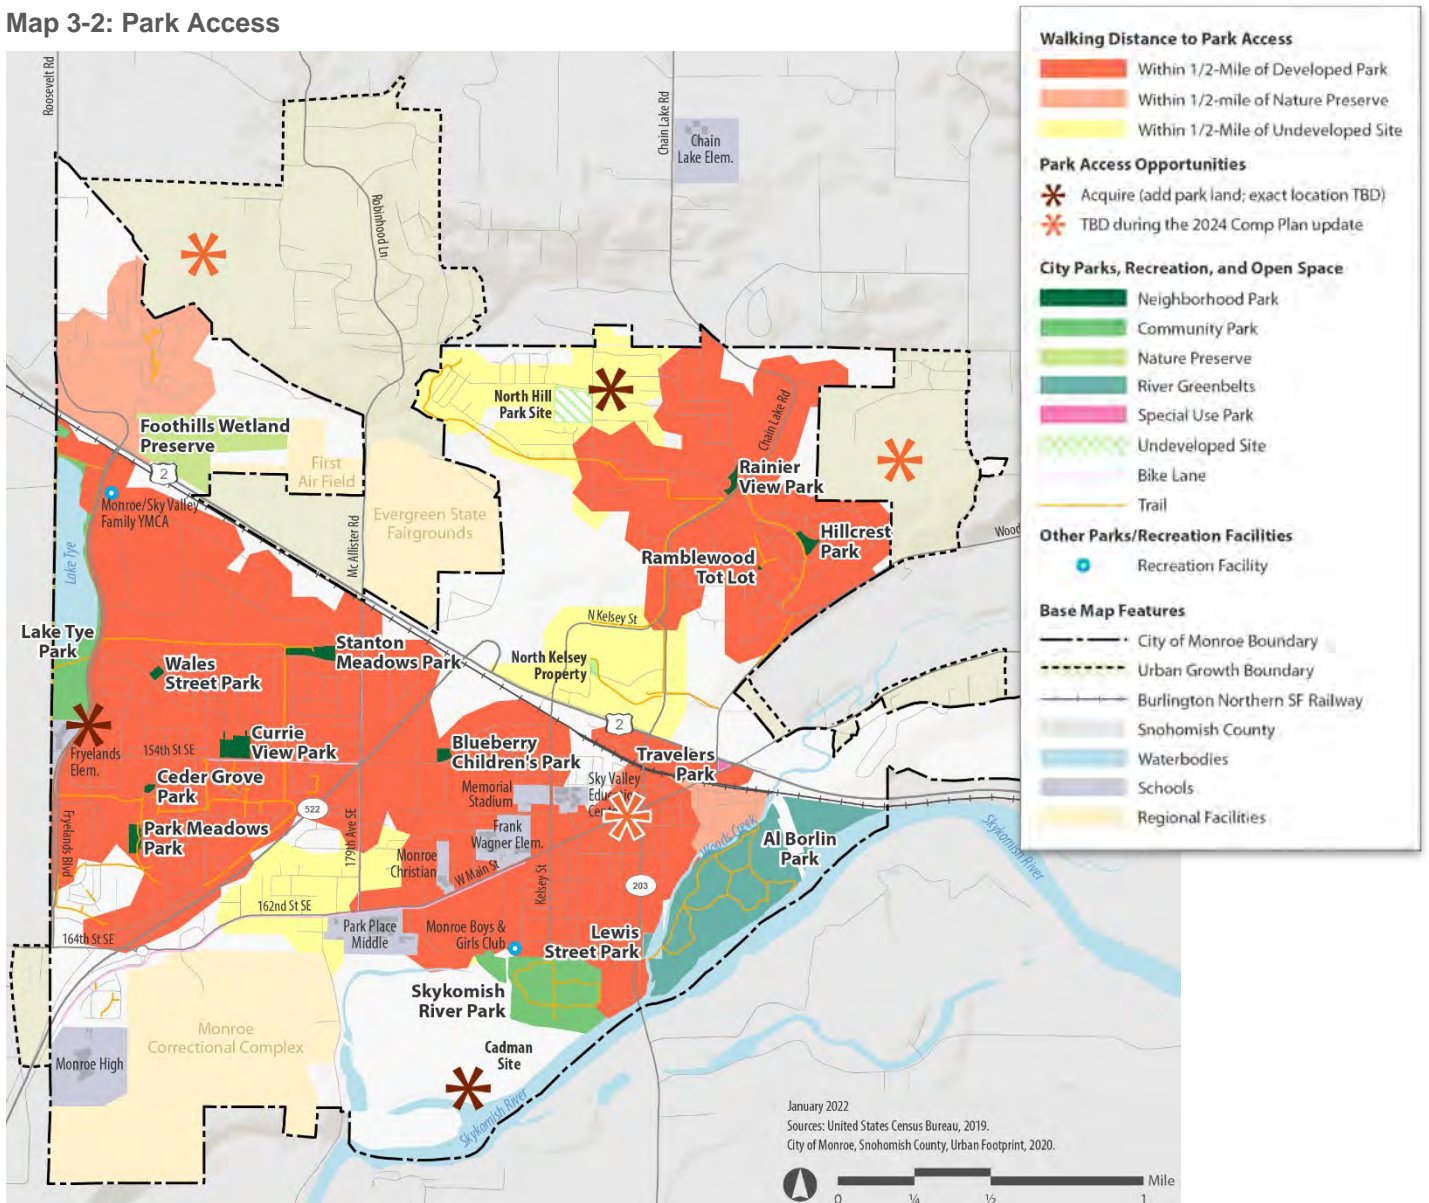 Map 3-2: Park Access
Walking Distance to Park Access
Within 1/2-Mile of Developed Park
Within 1/2-mile of Nature Preserve
Within 1/2-Mile of Undeveloped Site
Park Access Opportunities
Acquire (add park land; exact location TBD)
TBD during the 2024 Comp Plan update
City Parks, Recreation, and Open Space
Neighborhood Park
Community Park
Nature Preserve
River Greenbelts
Special Use Park
Undeveloped Site
Bike Lane
Trail
Other Parks/Recreation Facilities
Recreation Facility
Base Map Features
City of Monroe Boundary
Urban Growth Boundary
Burlington Northern SF Railway
Snohomish County
Waterbodies
Schools
Regional Facilities
Roosevelt Rd
Chain Lake Rd
Chain
Lake Elem.
Robinhood Ln
North Hill
Park Site
Chain Lake Rd
Foothills Wetland
Preserve
2
First
Air Field
Monroe/Sky Valley
Family YMCA
Evergreen State
Fairgrounds
Rainier
View Park
Hillcrest
Park
Wood
Lake Tye
Mc Allister Rd
Ramblewood
Tot Lot
N Kelsey St
Lake Tye
Park
Stanton
Meadows Park
Wales
Street Park
North Kelsey
Property
2
Fryelands
Elem.
154th St SE
Currie
View Park
Blueberry
Children's Park
Travelers
Park
Ceder Grove
Park
Memorial
Stadium
Sky Valley
Education
Cent
522
Park Meadows
Park
Frank
Wagner Elem.
Woods Creek
Al Borlin
Park
Skykomish River
Fryelands Blvd
179th Ave SE
Monroe
Christian
W Main St
Kelsey St
203
162nd St SE
164th St SE
Park Place
Middle
Monroe Boys &
Girls Club
Lewis
Street Park
Skykomish
River Park
Monroe
Correctional Complex
Monroe High
Cadman
Site
Skykomish River
January 2022
Sources: United States Census Bureau, 2019.
City of Monroe, Snohomish County, Urban Footprint, 2020.
Mile
0 ¼ ½ 1